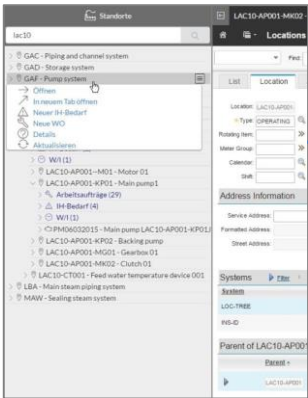 Standorte
lac10
GAC - Piping and channel system
GAD - Storage system
GAF - Pump system
Öffnen
In neuem Tab öffnen
Neuer IH-Bedarf
Neue WO
Details
Aktualisieren
W/I (1)
LAC10-AP001--M01 - Motor 01
LAC10-AP001-KP01 - Main pump1
Arbeitsaufträge (29)
IH-Bedarf (4)
W/I (1)
PM06032015 - Main pump LAC10-AP001-KP01/
LAC10-AP001-KP02 - Backing pump
LAC10-AP001-MG01 - Gearbox 01
LAC10-AP001-MK02 - Clutch 01
LAC10-CT001 - Feed water temperature device 001
LBA - Main steam piping system
MAW - Sealing steam system
LAC10-AP001-MK02 -
Locations
Find:
List
Location
Location: LAC10-AP001-
Type: OPERATING
Rotating Item:
Meter Group:
Calendar:
Shift:
Address Information
Service Address:
Formatted Address:
Street Address:
Systems
Filter
System
LOC-TREE
INS-ID
Parent of LAC10-AP001
Parent
LAC10-AP001